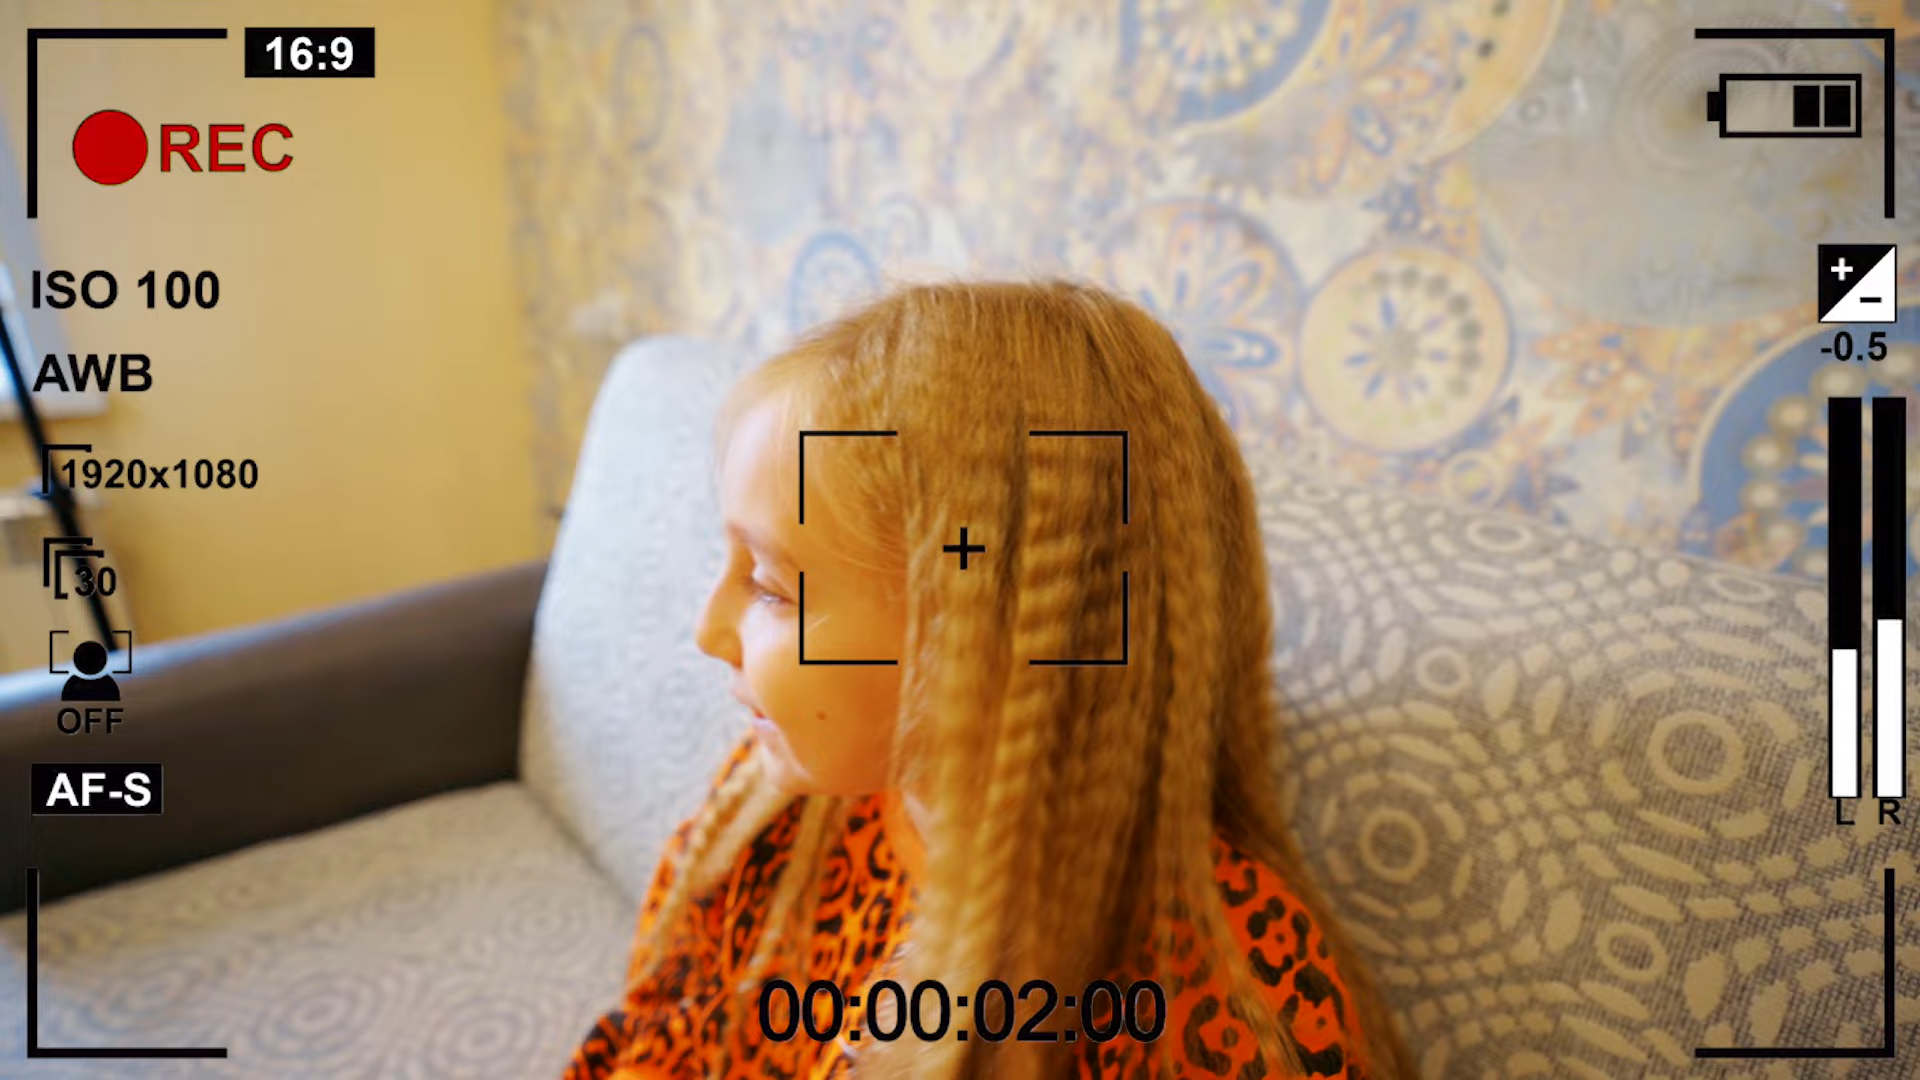 16:9
REC
ISO 100
AWB
1920x1080
30
OFF
AF-S
+
-
-0.5
L R
00:00:02:00